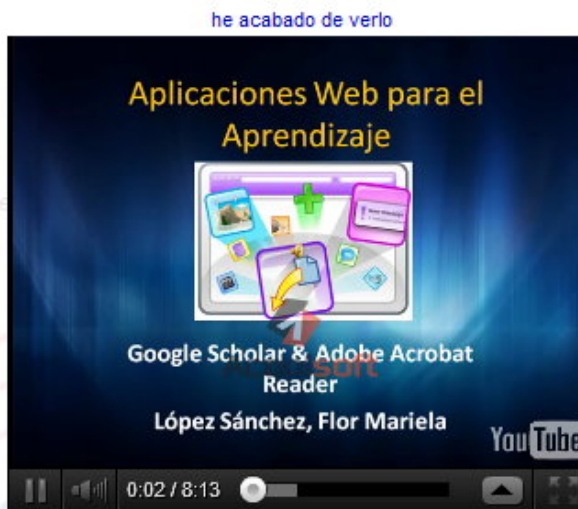 he acabado de verlo
Aplicaciones Web para el
Aprendizaje
Google Scholar & Adobe Acrobat
Reader
López Sánchez, Flor Mariela
YouTube
0:02 / 8:13